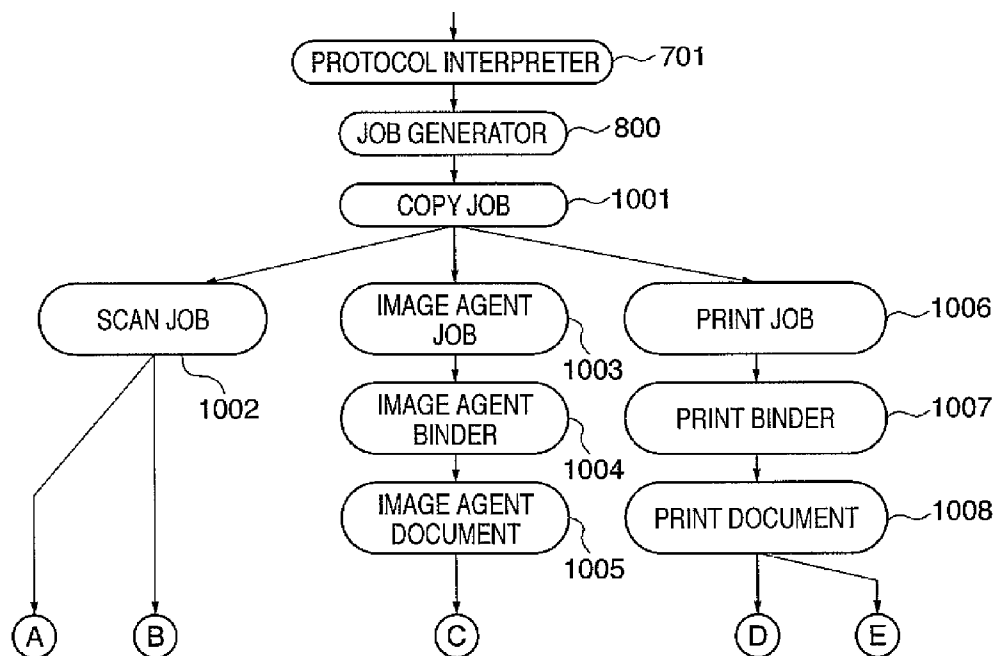 PROTOCOL INTERPRETER
701
JOB GENERATOR
800
COPY JOB
1001
SCAN JOB
1002
IMAGE AGENT
JOB
1003
PRINT JOB
1006
IMAGE AGENT
BINDER
1004
PRINT BINDER
1007
IMAGE AGENT
DOCUMENT
1005
PRINT DOCUMENT
1008
A
B
C
D
E